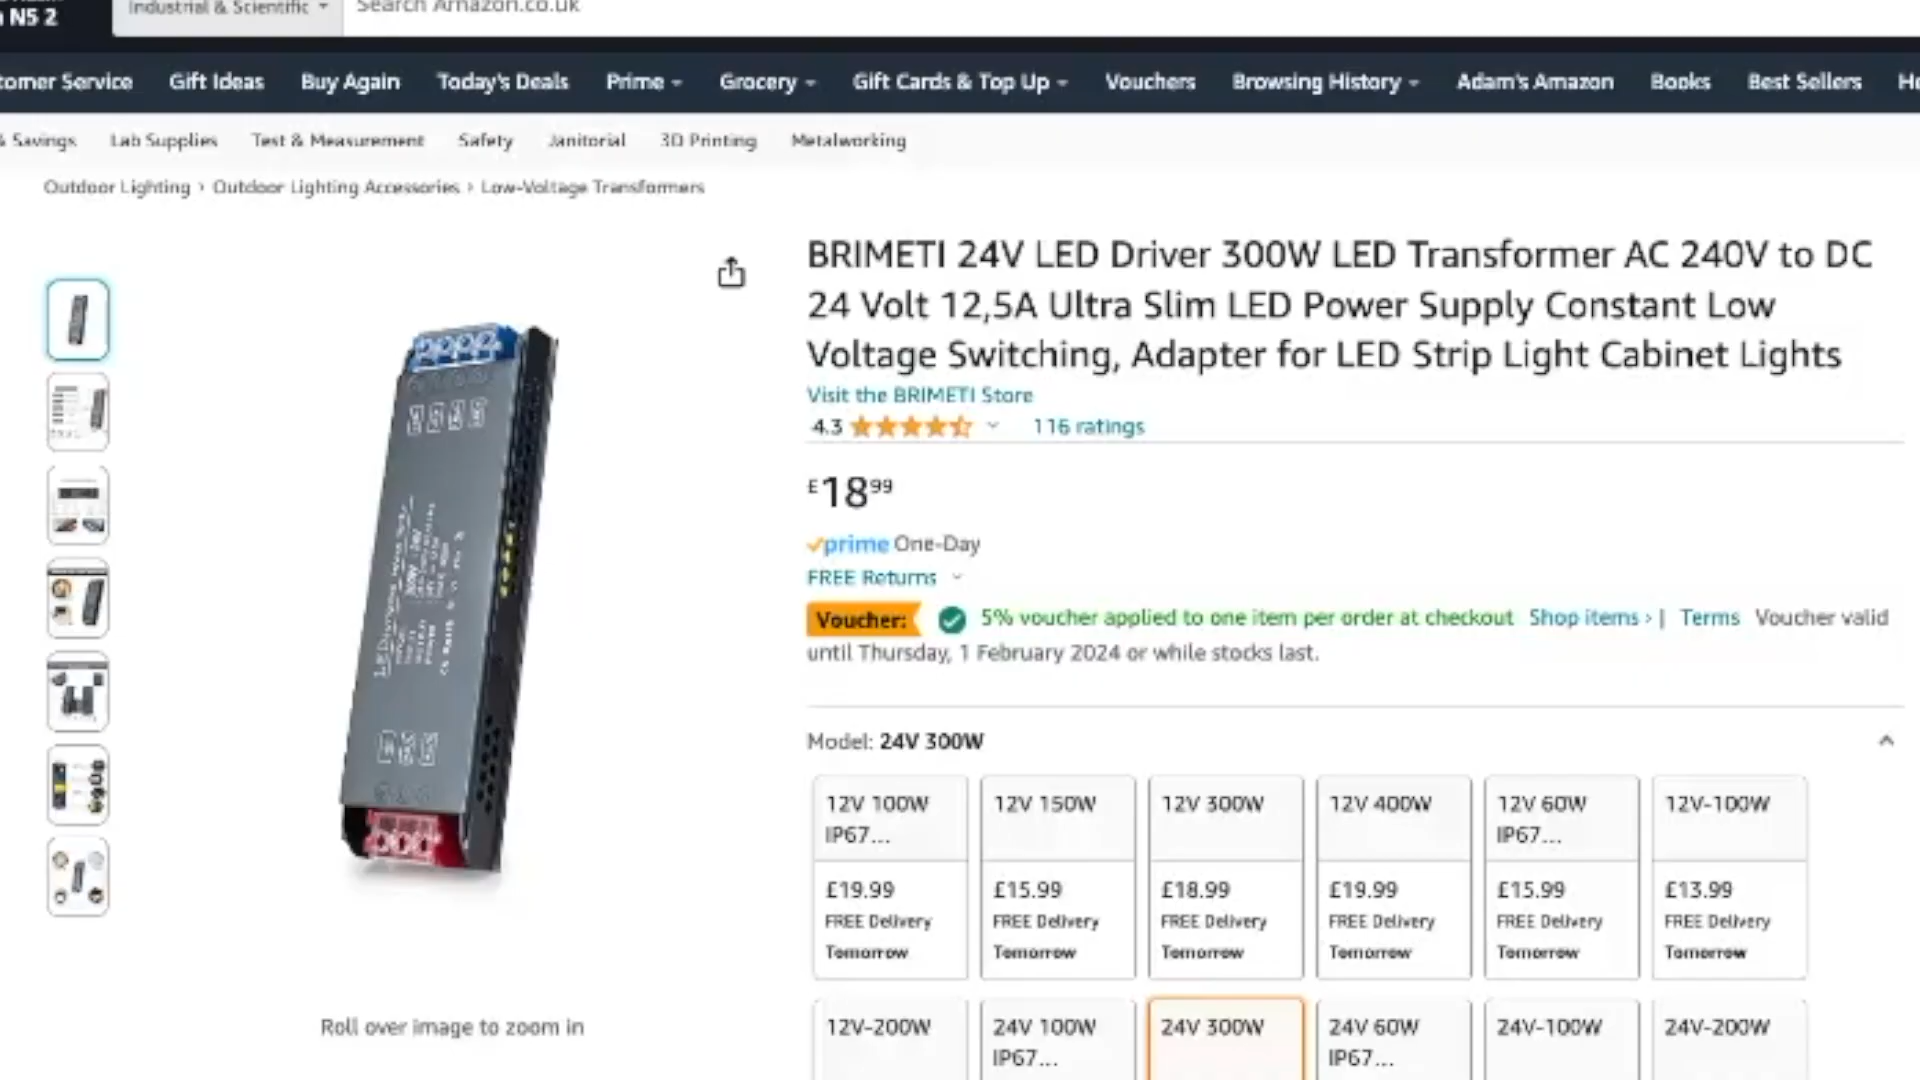 N5 2
Industrial & Scientific
Search Amazon.co.uk
tomer Service Gift Ideas Buy Again Today's Deals Prime Grocery Gift Cards & Top Up Vouchers Browsing History Adam's Amazon Books Best Sellers He
& Savings Lab Supplies Test & Measurement Safety Janitorial 3D Printing Metalworking
Outdoor Lighting › Outdoor Lighting Accessories › Low-Voltage Transformers
BRIMETI 24V LED Driver 300W LED Transformer AC 240V to DC
24 Volt 12,5A Ultra Slim LED Power Supply Constant Low
Voltage Switching, Adapter for LED Strip Light Cabinet Lights
Visit the BRIMETI Store
4.3 116 ratings
£1899
prime One-Day
FREE Returns
Voucher: 5% voucher applied to one item per order at checkout Shop items › | Terms Voucher valid
until Thursday, 1 February 2024 or while stocks last.
Model: 24V 300W
12V 100W
IP67...
£19.99
FREE Delivery
Tomorrow
12V 150W
£15.99
FREE Delivery
Tomorrow
12V 300W
£18.99
FREE Delivery
Tomorrow
12V 400W
£19.99
FREE Delivery
Tomorrow
12V 60W
IP67...
£15.99
FREE Delivery
Tomorrow
12V-100W
£13.99
FREE Delivery
Tomorrow
12V-200W
24V 100W
IP67...
24V 300W
24V 60W
IP67...
24V-100W
24V-200W
Roll over image to zoom in